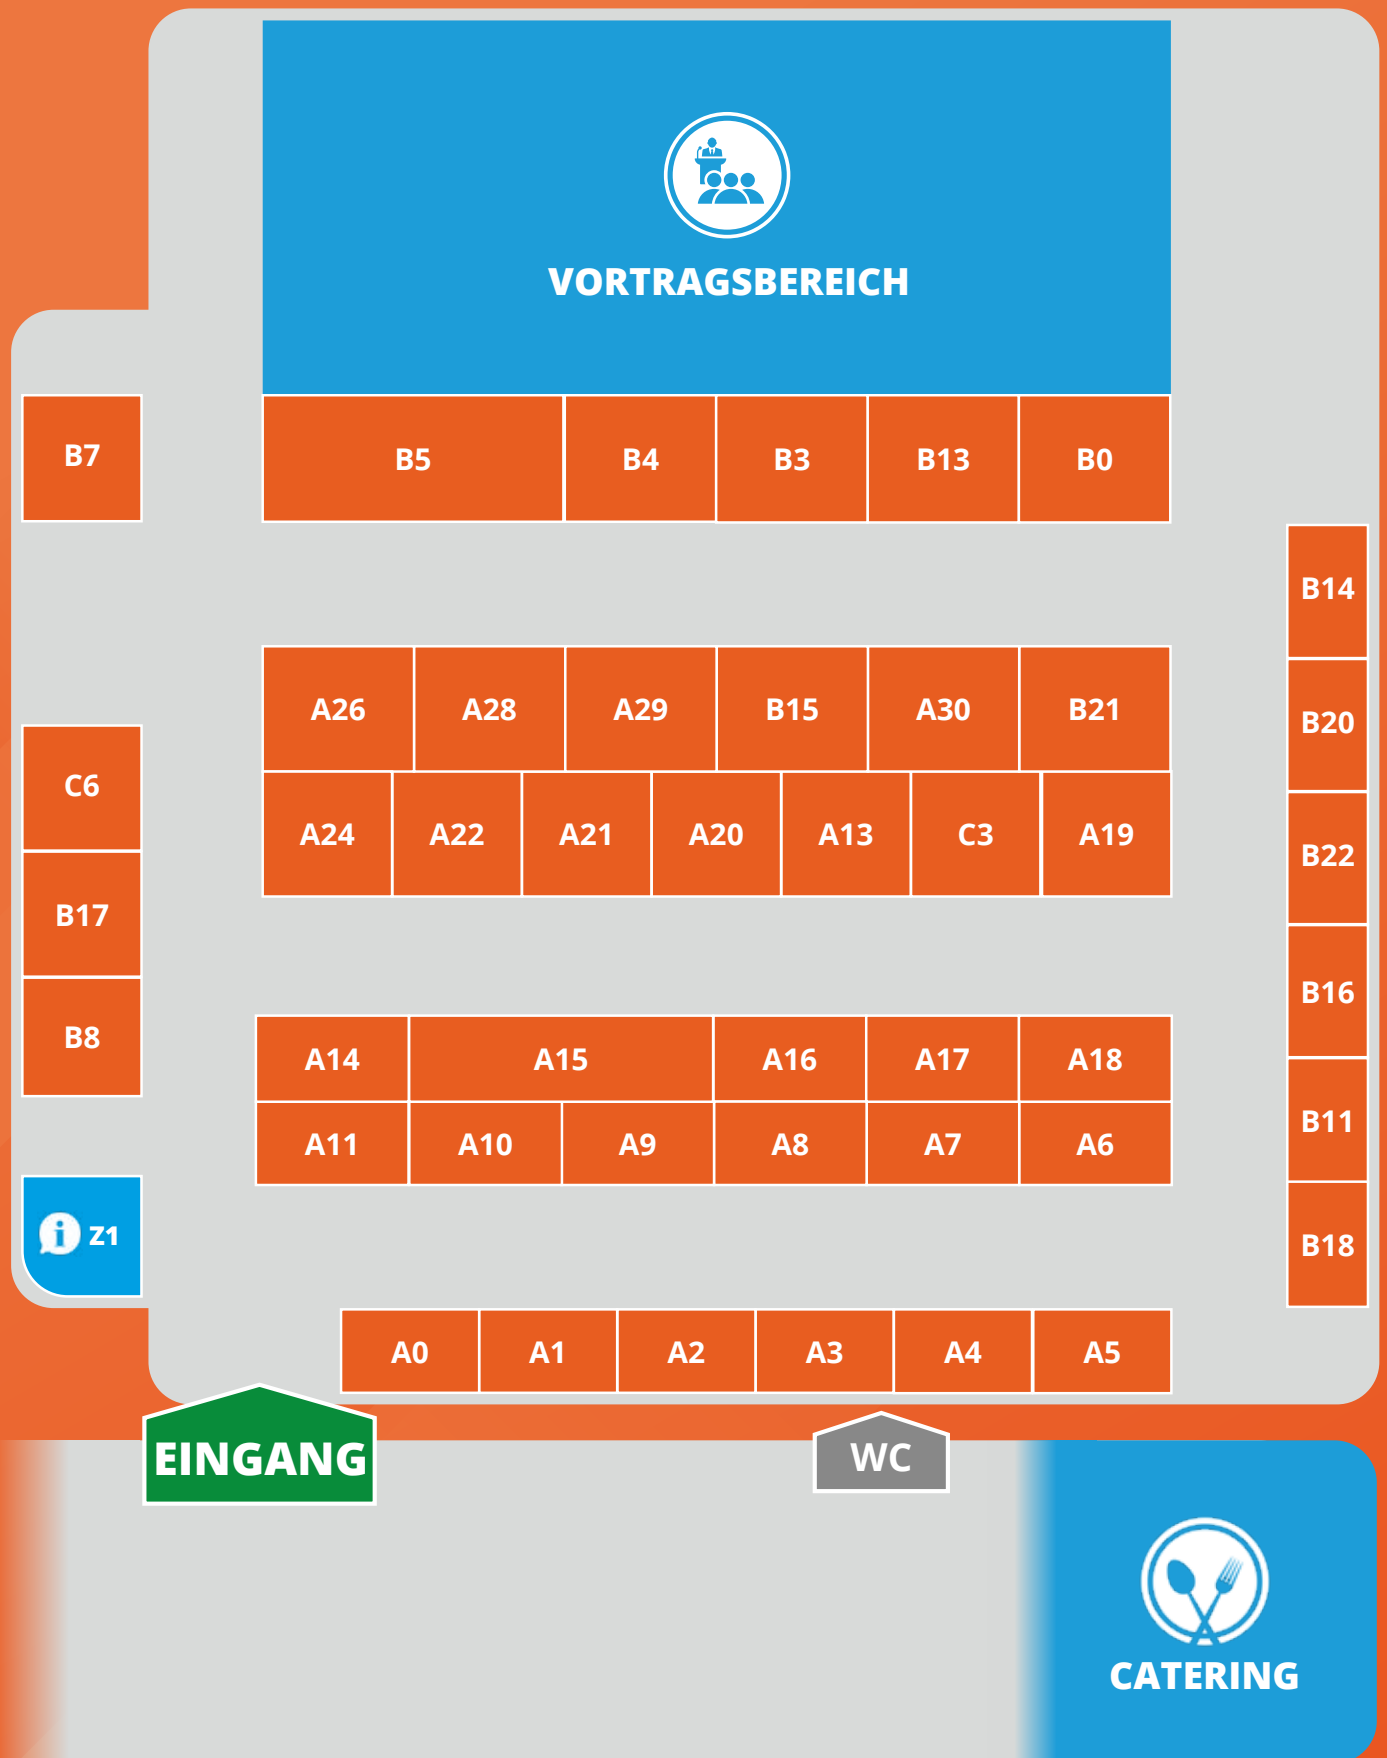 VORTRAGSBEREICH
B7
B5
B4
B3
B13
B0
B14
A26
A28
A29
B15
A30
B21
B20
C6
A24
A22
A21
A20
A13
C3
A19
B22
B17
B16
B8
A14
A15
A16
A17
A18
B11
A11
A10
A9
A8
A7
A6
i Z1
B18
A0
A1
A2
A3
A4
A5
EINGANG
WC
CATERING